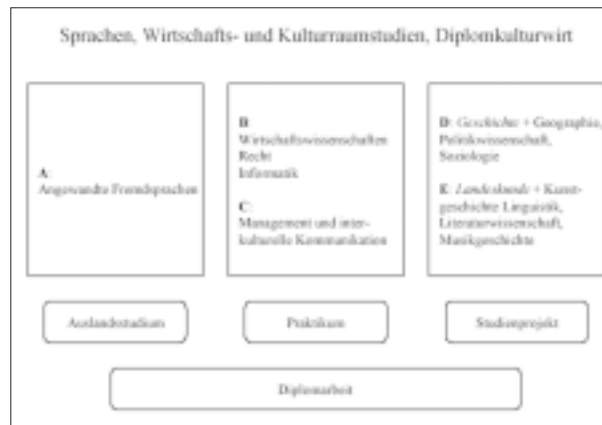 Sprachen, Wirtschafts- und Kulturraumstudien, Diplomkulturwirt
A:
Angewandte Fremdsprachen
B:
Wirtschaftswissenschaften
Recht
Informatik
C:
Management und inter-
kulturelle Kommunikation
D: Geschichte + Geographie,
Politikwissenschaft,
Soziologie
E: Landeskunde + Kunst-
geschichte Linguistik,
Literaturwissenschaft,
Musikgeschichte
Auslandsstudium
Praktikum
Studienprojekt
Diplomarbeit